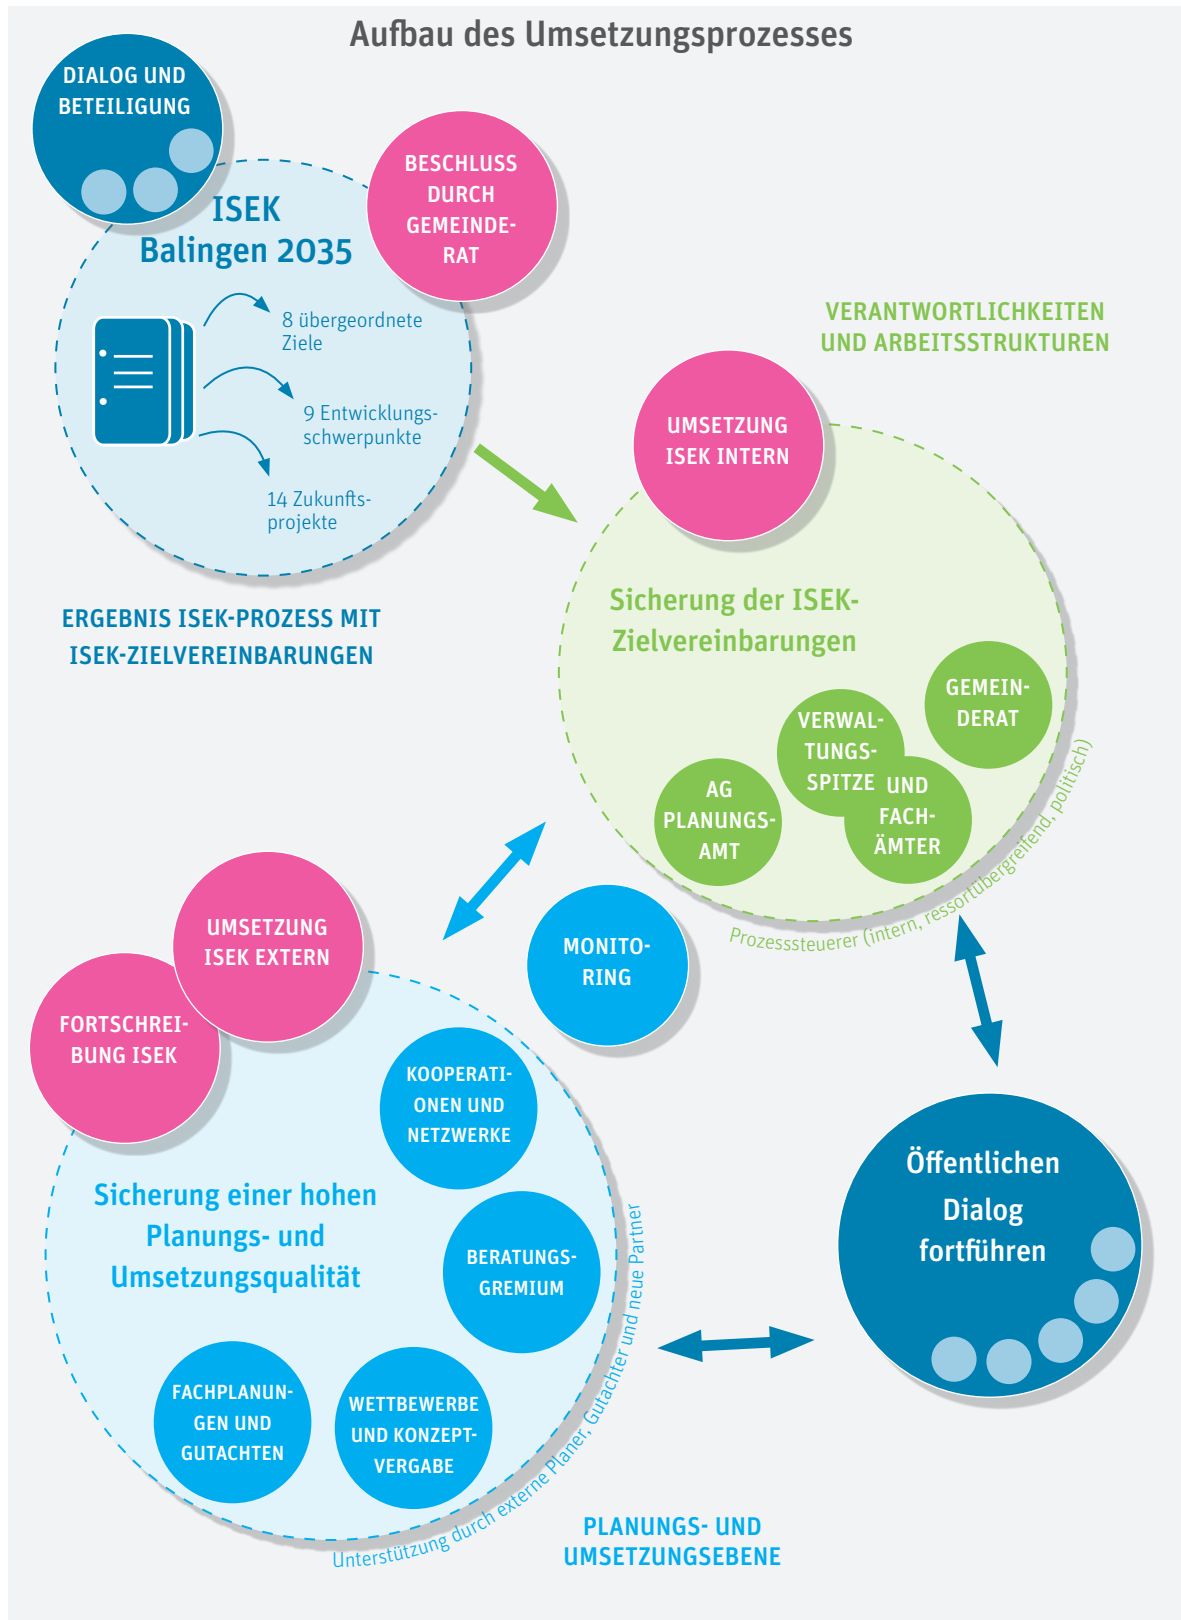 Aufbau des Umsetzungsprozesses
DIALOG UND
BETEILIGUNG
BESCHLUSS
DURCH
GEMEINDE-
RAT
ISEK
Balingen 2035
8 übergeordnete
Ziele
9 Entwicklungs-
schwerpunkte
14 Zukunfts-
projekte
ERGEBNIS ISEK-PROZESS MIT
ISEK-ZIELVEREINBARUNGEN
VERANTWORTLICHKEITEN
UND ARBEITSSTRUKTUREN
UMSETZUNG
ISEK INTERN
Sicherung der ISEK-
Zielvereinbarungen
GEMEIN-
DERAT
VERWAL-
TUNGS-
SPITZE
UND
FACH-
ÄMTER
AG
PLANUNGS-
AMT
Prozesssteuerer (intern, ressortübergreifend, politisch)
MONITO-
RING
UMSETZUNG
ISEK EXTERN
FORTSCHREI-
BUNG ISEK
KOOPERATI-
ONEN UND
NETZWERKE
Sicherung einer hohen
Planungs- und
Umsetzungsqualität
BERATUNGS-
GREMIUM
FACHPLANUN-
GEN UND
GUTACHTEN
WETTBEWERBE
UND KONZEPT-
VERGABE
Unterstützung durch externe Planer, Gutachter und neue Partner
Öffentlichen
Dialog
fortführen
PLANUNGS- UND
UMSETZUNGSEBENE